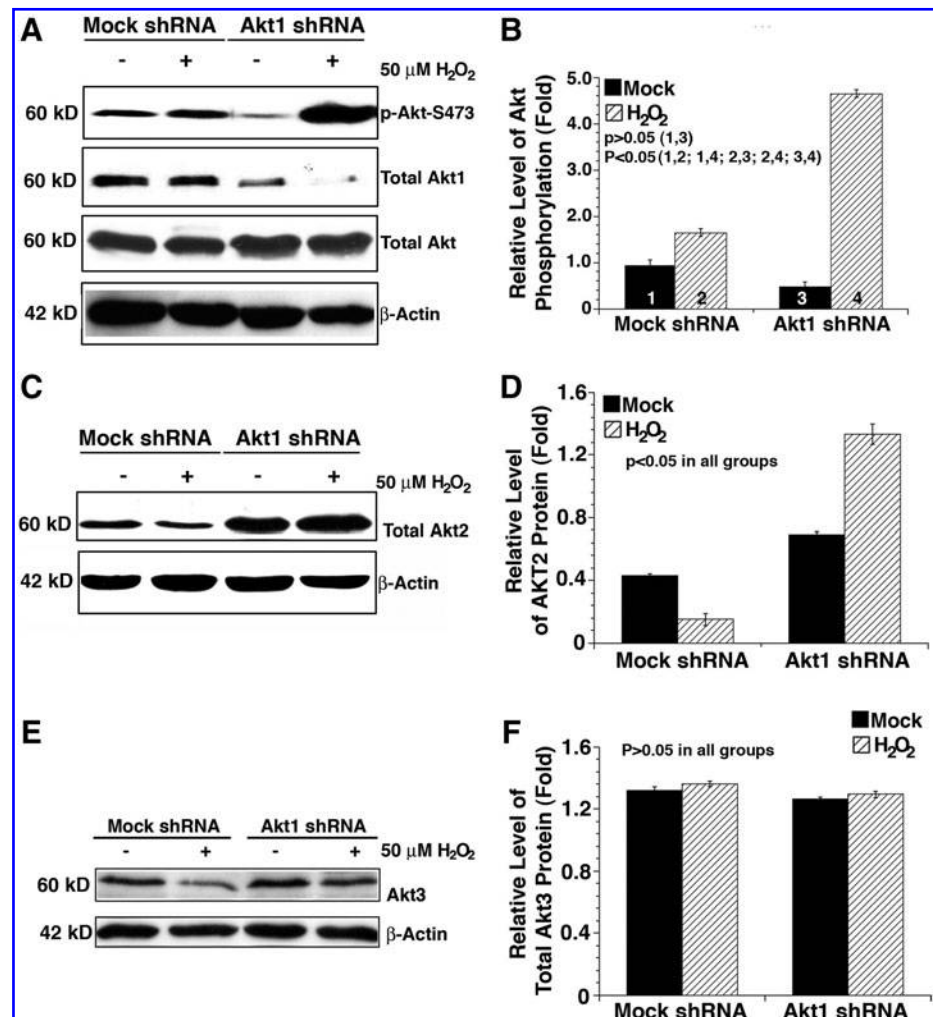 A
Mock shRNA Akt1 shRNA
- + - +
50 µM H₂O₂
60 kD p-Akt-S473
60 kD Total Akt1
60 kD Total Akt
42 kD β-Actin
B
...
Relative Level of Akt
Phosphorylation (Fold)
5.0
4.0
3.0
2.0
1.0
0
Mock
H₂O₂
p>0.05 (1,3)
P<0.05 (1,2; 1,4; 2,3; 2,4; 3,4)
1 2 3 4
Mock shRNA Akt1 shRNA
C
Mock shRNA Akt1 shRNA
- + - +
50 µM H₂O₂
60 kD Total Akt2
42 kD β-Actin
D
Relative Level
of AKT2 Protein (Fold)
1.6
1.2
0.8
0.4
0
Mock
H₂O₂
p<0.05 in all groups
Mock shRNA Akt1 shRNA
E
Mock shRNA Akt1 shRNA
- + - +
50 µM H₂O₂
60 kD Akt3
42 kD β-Actin
F
Mock
H₂O₂
Relative Level of
Total Akt3 Protein (Fold)
1.6
1.2
0.8
0.4
0
P>0.05 in all groups
Mock shRNA Akt1 shRNA